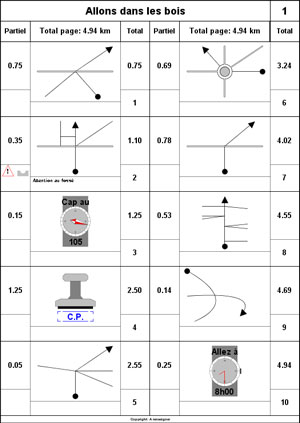 Allons dans les bois 1
Partiel Total page: 4.94 km Total Partiel Total page: 4.94 km Total
0.75 0.75 0.69 3.24
1 6
0.35 1.10 0.78 4.02
Attention au fossé
2 7
Cap au
0.15 1.25 0.53 4.55
105
3 8
1.25 2.50 0.14 4.69
C.P.
4 9
Allez à
0.05 2.55 0.25 4.94
8h00
5 10